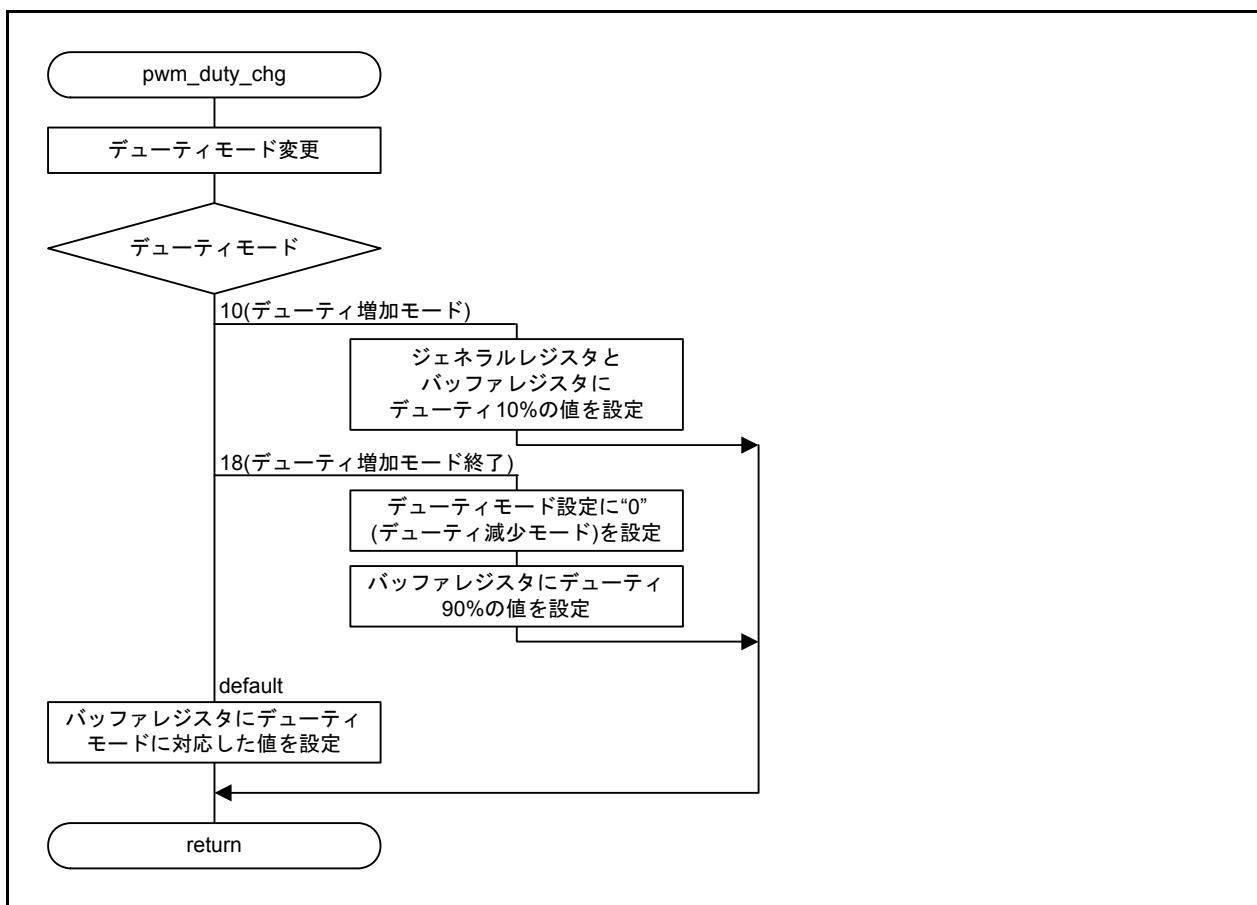 pwm_duty_chg
デューティモード変更
デューティモード
10(デューティ増加モード)
ジェネラルレジスタと
バッファレジスタに
デューティ10%の値を設定
18(デューティ増加モード終了)
デューティモード設定に“0”
(デューティ減少モード)を設定
バッファレジスタにデューティ
90%の値を設定
default
バッファレジスタにデューティ
モードに対応した値を設定
return